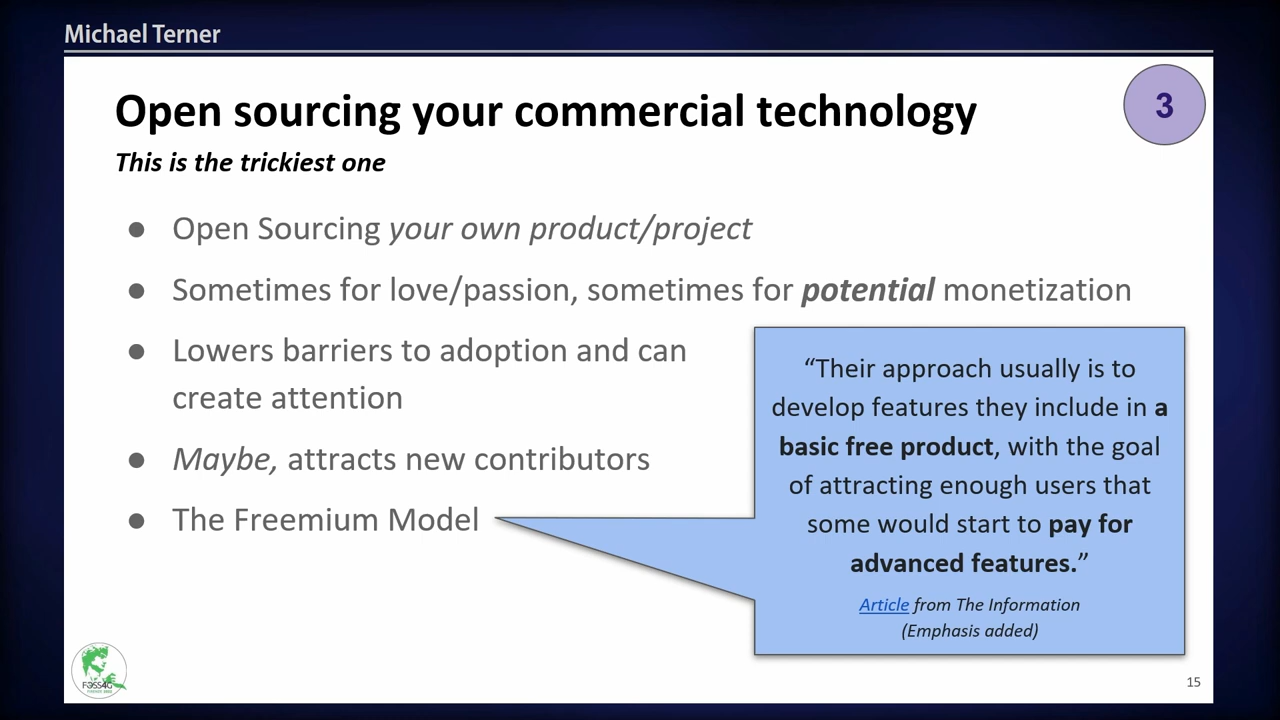 Michael Terner
Open sourcing your commercial technology
3
This is the trickiest one
● Open Sourcing your own product/project
● Sometimes for love/passion, sometimes for potential monetization
● Lowers barriers to adoption and can
create attention
● Maybe, attracts new contributors
● The Freemium Model
“Their approach usually is to
develop features they include in a
basic free product, with the goal
of attracting enough users that
some would start to pay for
advanced features.”
Article from The Information
(Emphasis added)
FOSS4G
15